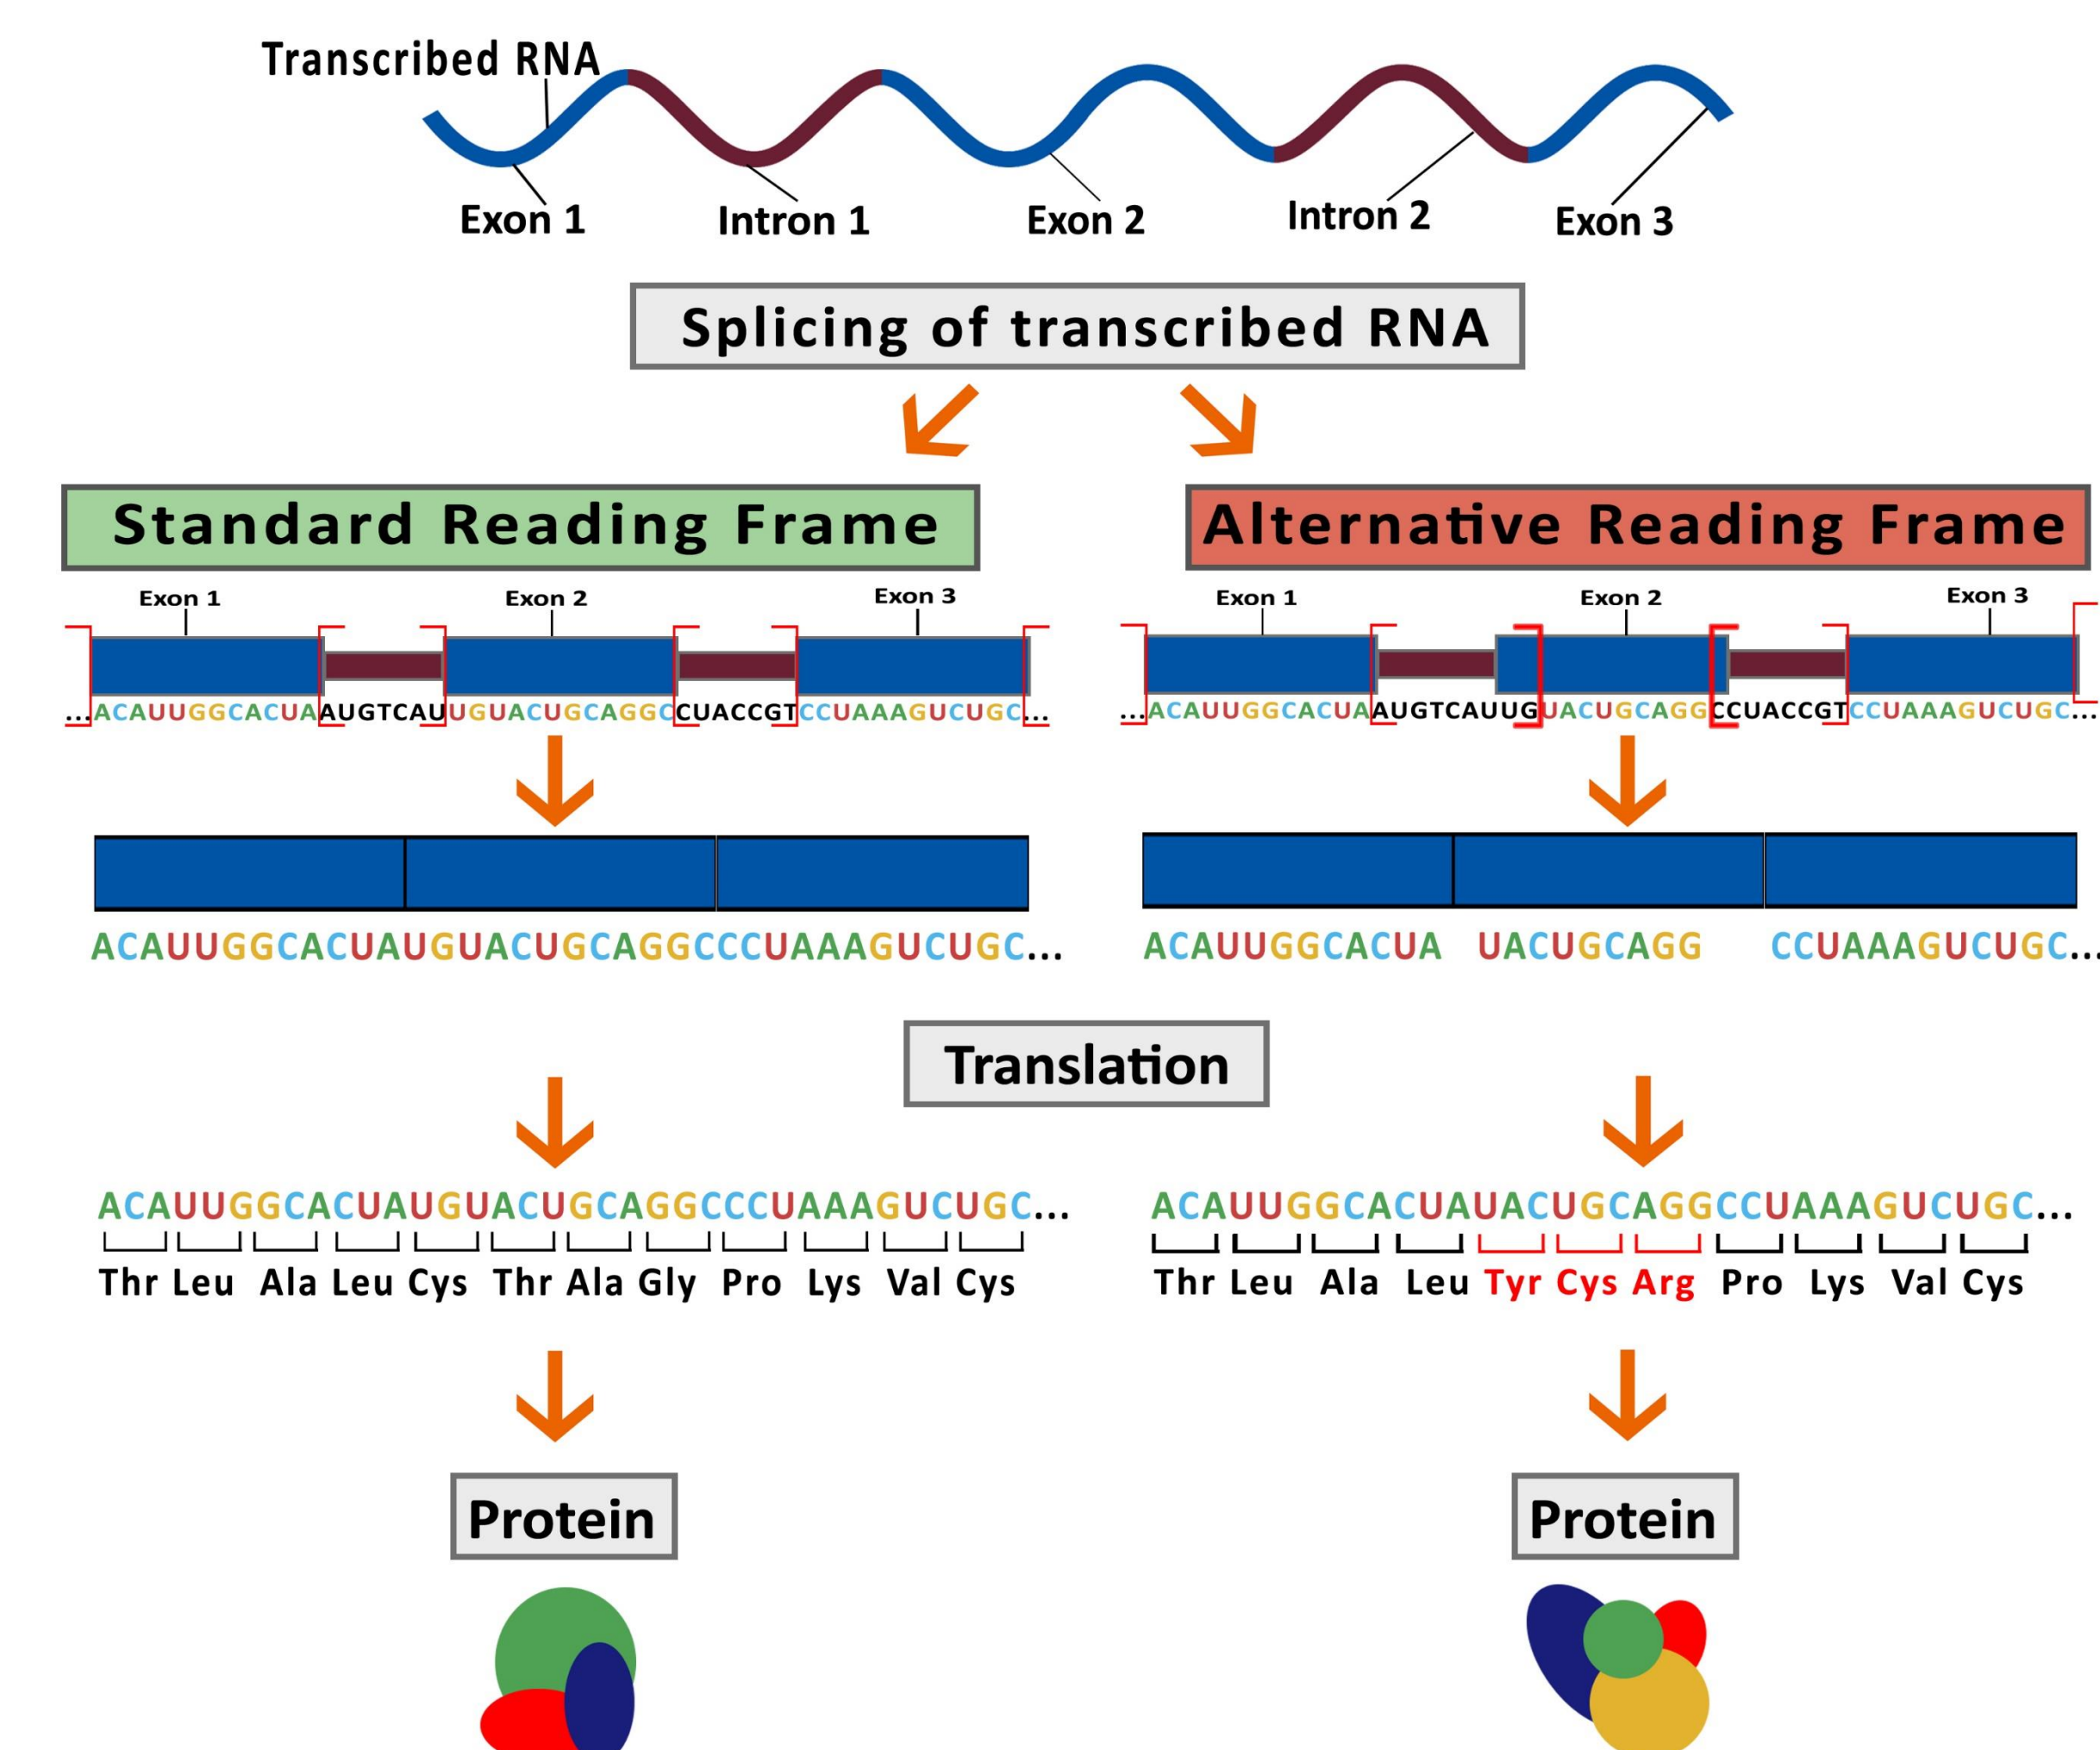 Transcribed RNA
Exon 1
Intron 1
Exon 2
Intron 2
Exon 3
Splicing of transcribed RNA
Standard Reading Frame
Exon 1
Exon 2
Exon 3
...ACAUUGGCACUAAUGTCAUUGUACUGCAGGCCUACCGTCCUAAAGUCUGC...
ACAUUGGCACUAUGUACUGCAGGCCCUAAAGUCUGC...
Alternative Reading Frame
Exon 1
Exon 2
Exon 3
...ACAUUGGCACUAAUGTCAUUGUACUGCAGGCCUACCGTCCUAAAGUCUGC...
ACAUUGGCACUA UACUGCAGG CCUAAAGUCUGC...
Translation
ACAUUGGCACUAUGUACUGCAGGCCCUAAAGUCUGC...
Thr Leu Ala Leu Cys Thr Ala Gly Pro Lys Val Cys
Protein
ACAUUGGCACUAUACUGCAGGCCUAAAGUCUGC...
Thr Leu Ala Leu Tyr Cys Arg Pro Lys Val Cys
Protein